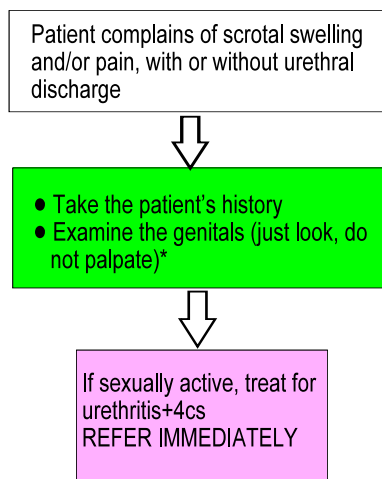 Patient complains of scrotal swelling
and/or pain, with or without urethral
discharge
● Take the patient's history
● Examine the genitals (just look, do
not palpate)*
If sexually active, treat for
urethritis+4cs
REFER IMMEDIATELY